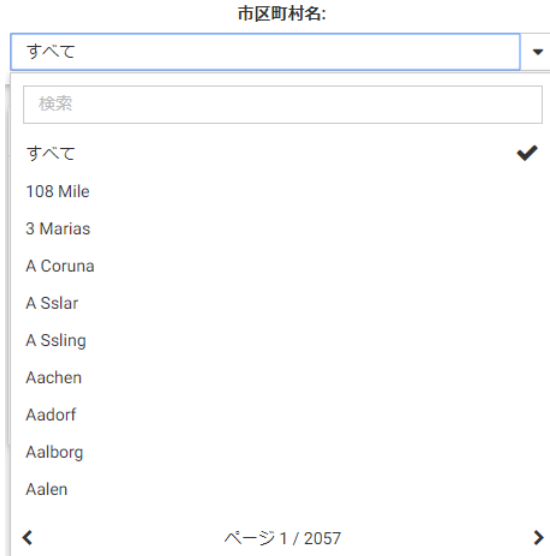 市区町村名:
すべて
検索
すべて
108 Mile
3 Marias
A Coruna
A Sslar
A Ssling
Aachen
Aadorf
Aalborg
Aalen
ページ 1 / 2057